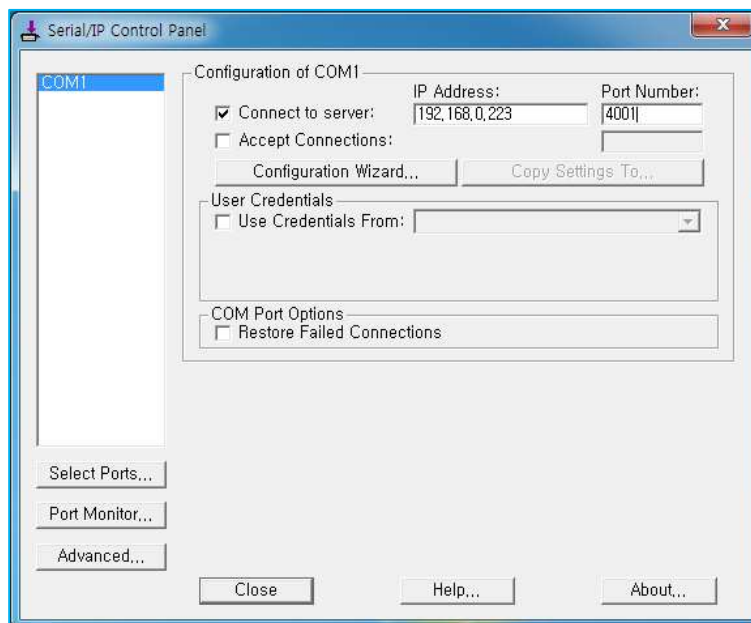 Serial/IP Control Panel
COM1
Configuration of COM1
IP Address: Port Number:
Connect to server: 192,168,0,223 4001
Accept Connections:
Configuration Wizard,,, Copy Settings To,,,
User Credentials
Use Credentials From:
COM Port Options
Restore Failed Connections
Select Ports,,,
Port Monitor,,,
Advanced,,,
Close Help,,, About,,,